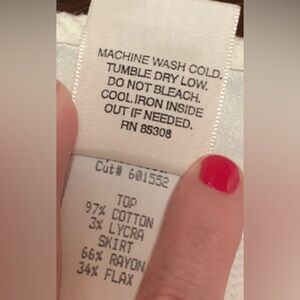 MACHINE WASH COLD.
TUMBLE DRY LOW.
DO NOT BLEACH.
COOL.IRON INSIDE
OUT IF NEEDED.
RN 85308
Cut# 601552
TOP
97% COTTON
3% LYCRA
SKIRT
66% RAYON
34% FLAX